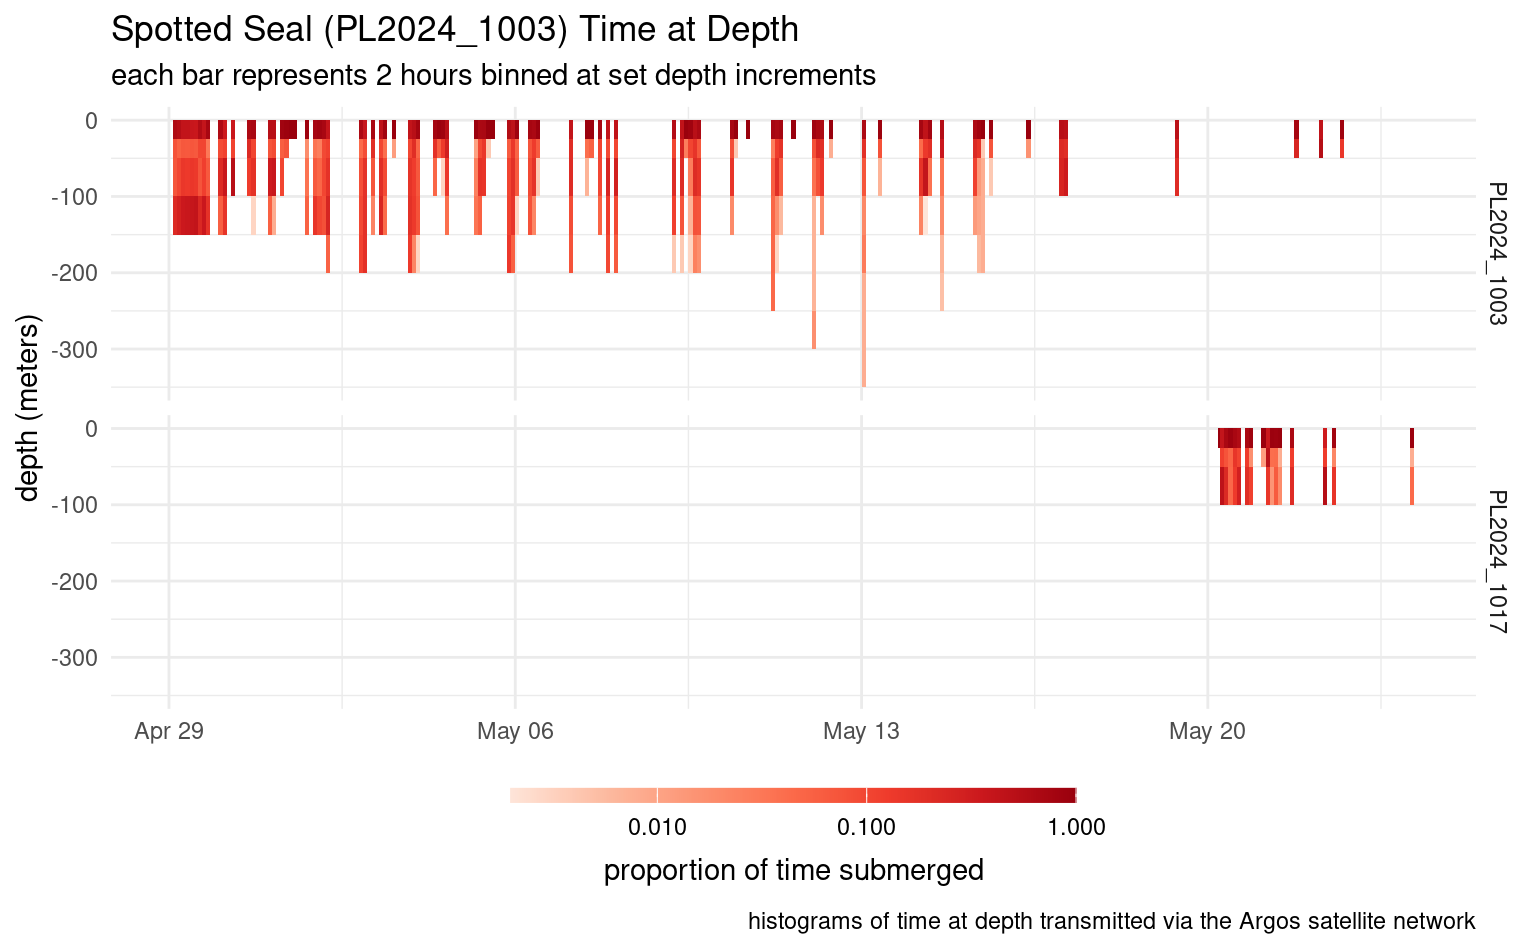 Spotted Seal (PL2024_1003) Time at Depth
each bar represents 2 hours binned at set depth increments
depth (meters)
0
-100
-200
-300
PL2024_1003
0
-100
-200
-300
PL2024_1017
Apr 29 May 06 May 13 May 20
0.010 0.100 1.000
proportion of time submerged
histograms of time at depth transmitted via the Argos satellite network